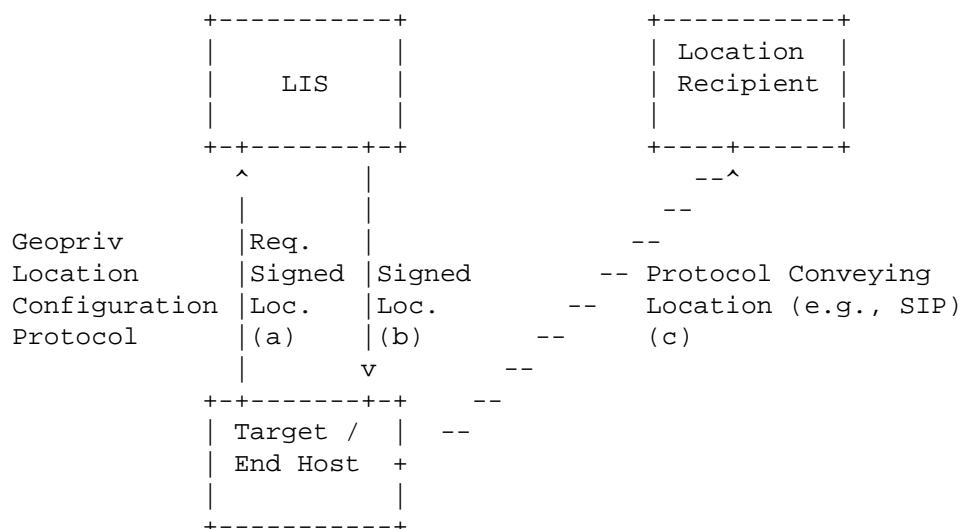 Location
LIS Recipient
Geopriv Req.
Location Signed Signed Protocol Conveying
Configuration Loc. Loc. Location (e.g., SIP)
Protocol (a) (b) (c)
Target /
End Host